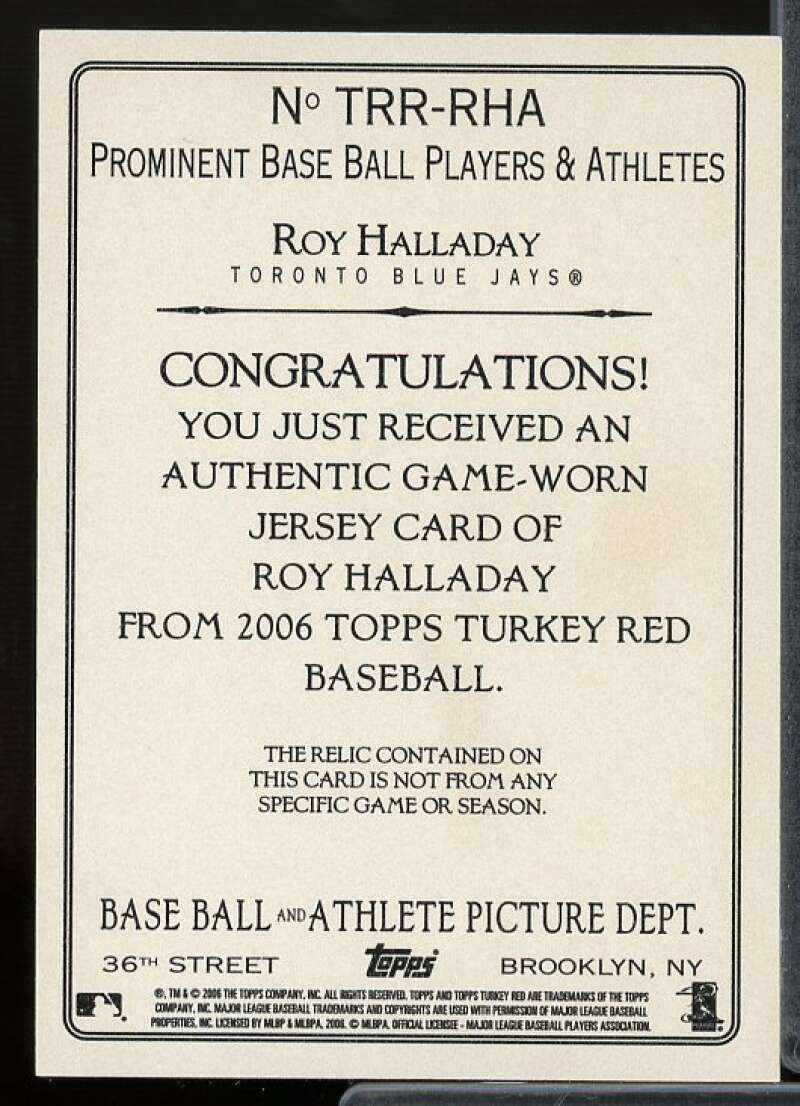 Nº TRR-RHA
PROMINENT BASE BALL PLAYERS & ATHLETES
ROY HALLADAY
TORONTO BLUE JAYS®
CONGRATULATIONS!
YOU JUST RECEIVED AN
AUTHENTIC GAME-WORN
JERSEY CARD OF
ROY HALLADAY
FROM 2006 TOPPS TURKEY RED
BASEBALL.
THE RELIC CONTAINED ON
THIS CARD IS NOT FROM ANY
SPECIFIC GAME OR SEASON.
BASE BALL AND ATHLETE PICTURE DEPT.
36TH STREET topps® BROOKLYN, NY
®, TM & © 2006 THE TOPPS COMPANY, INC. ALL RIGHTS RESERVED. TOPPS AND TOPPS TURKEY RED ARE TRADEMARKS OF THE TOPPS
COMPANY, INC. MAJOR LEAGUE BASEBALL TRADEMARKS AND COPYRIGHTS ARE USED WITH PERMISSION OF MAJOR LEAGUE BASEBALL
PROPERTIES, INC. LICENSED BY MLBP & MLBPA, 2006. © MLBPA. OFFICIAL LICENSEE - MAJOR LEAGUE BASEBALL PLAYERS ASSOCIATION.